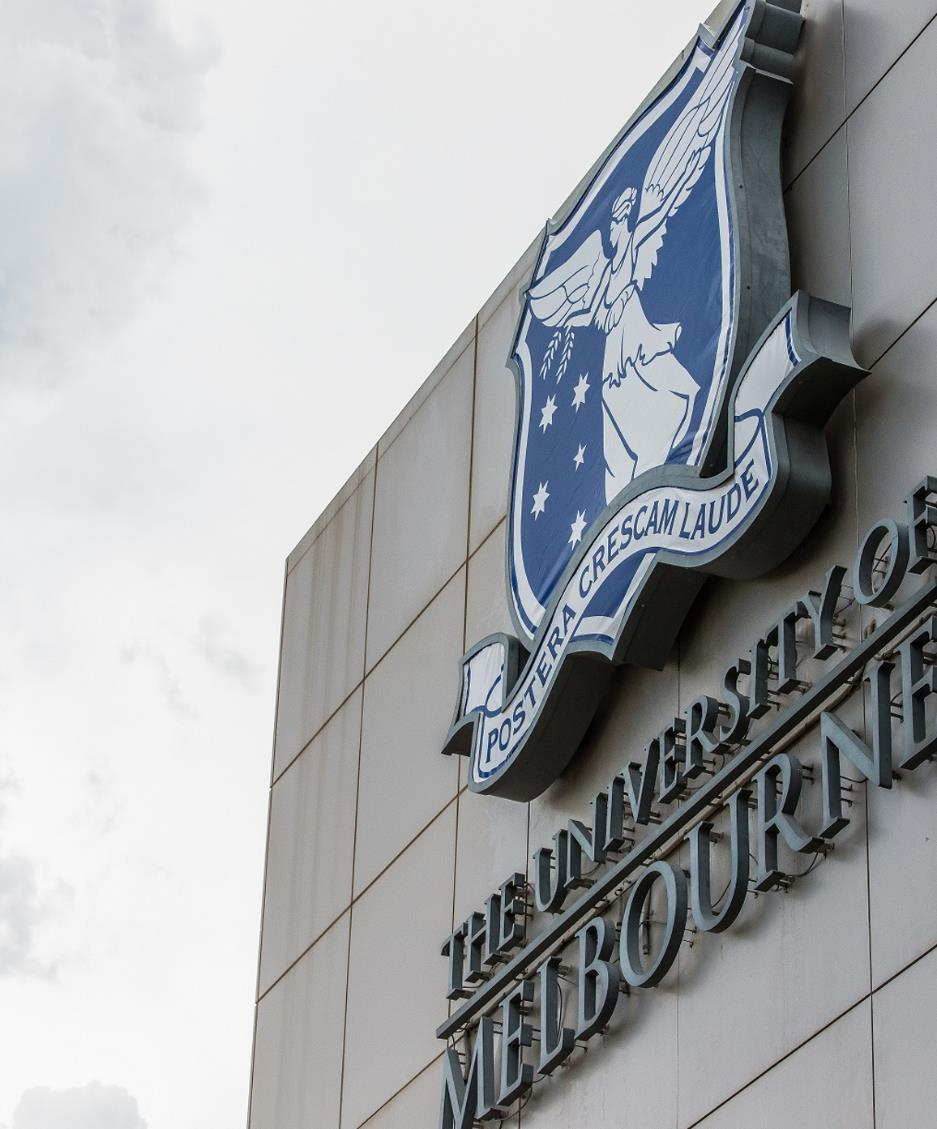 POSTERA CRESCAM LAUDE
THE UNIVERSITY OF
MELBOURNE